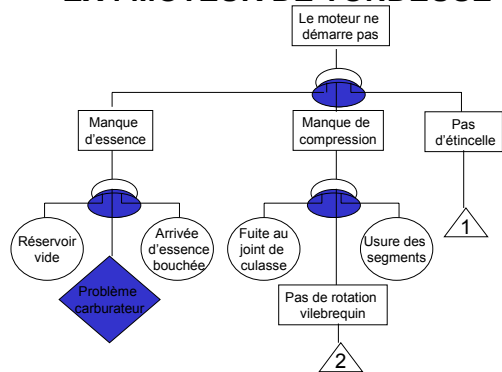 Le moteur ne
démarre pas
Manque
d'essence
Manque de
compression
Pas
d'étincelle
Réservoir
vide
Arrivée
d'essence
bouchée
Fuite au
joint de
culasse
Usure des
segments
1
Problème
carburateur
Pas de rotation
vilebrequin
2